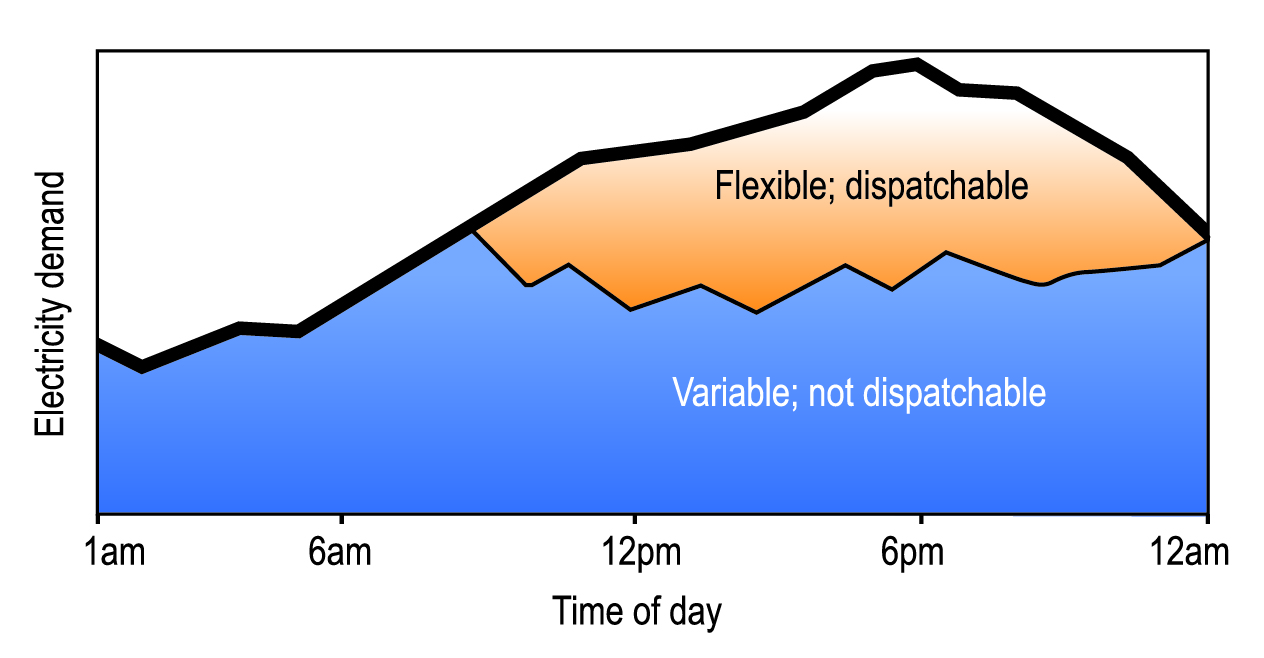 Electricity demand
Flexible; dispatchable
Variable; not dispatchable
1am 6am 12pm 6pm 12am
Time of day